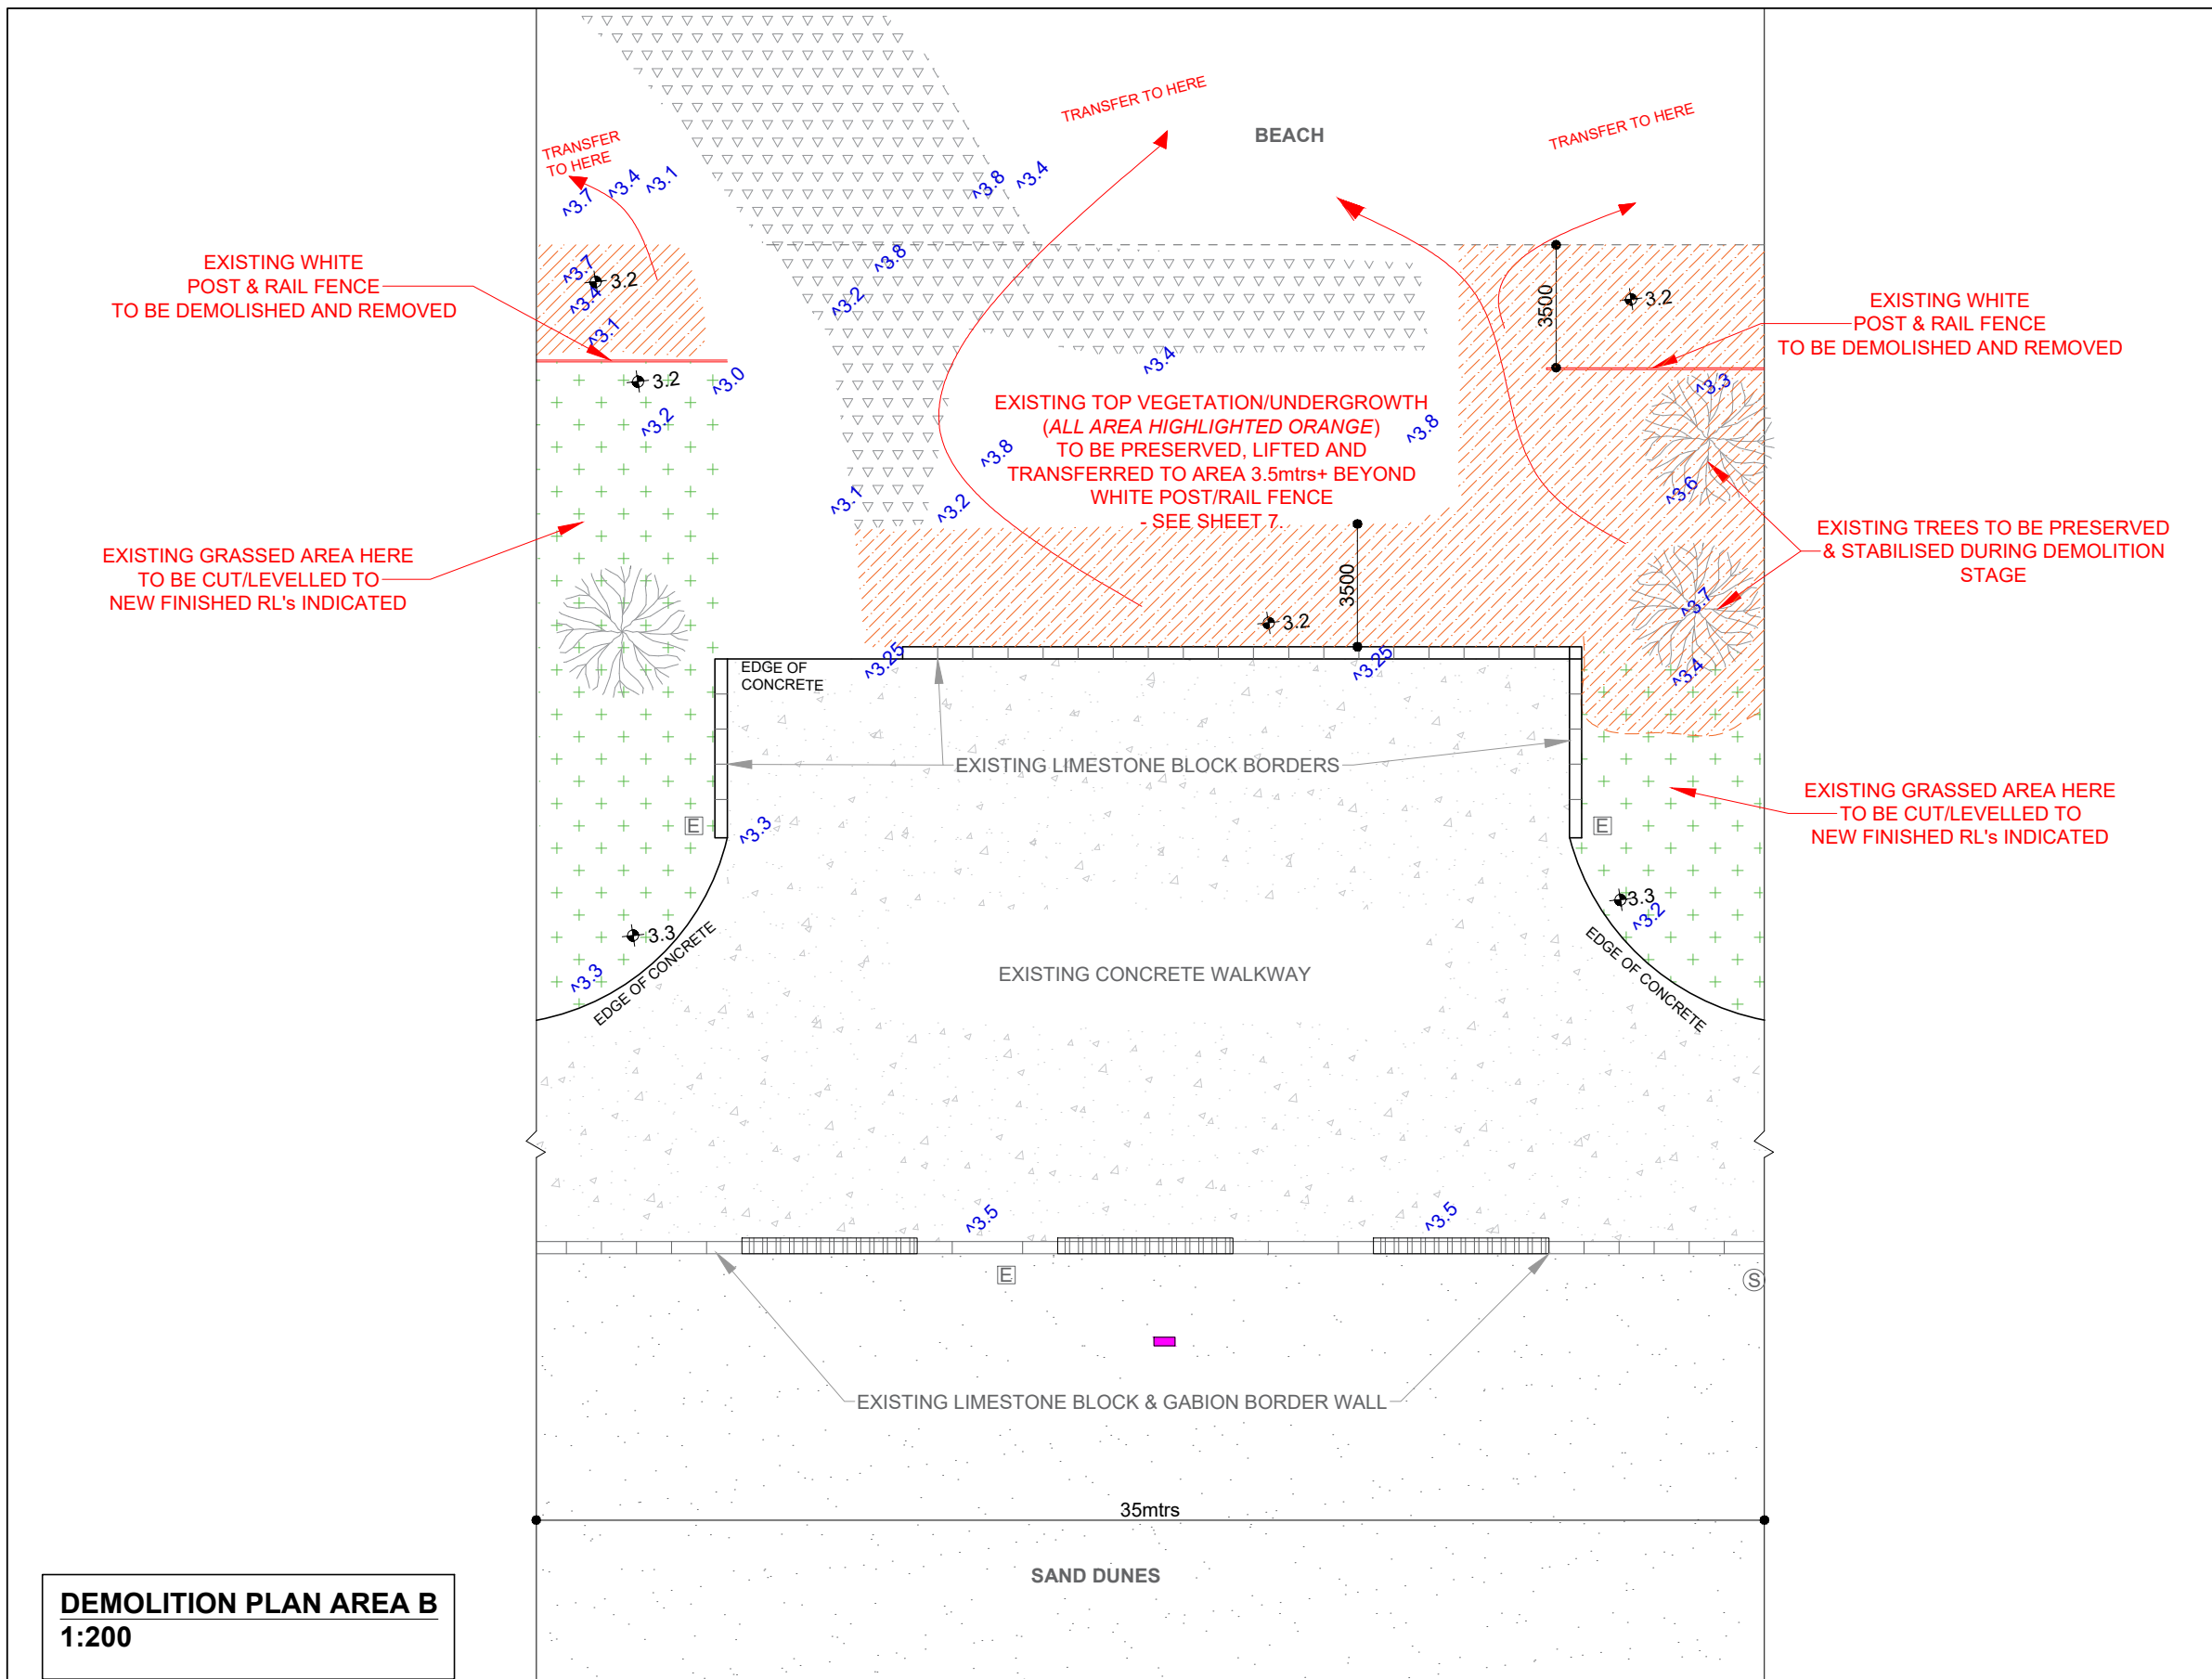 TRANSFER TO HERE
BEACH
TRANSFER TO HERE
TRANSFER
TO HERE
^3.7
^3.4
^3.1
^3.8
^3.4
EXISTING WHITE
POST & RAIL FENCE
TO BE DEMOLISHED AND REMOVED
^3.7
3.2
^3.4
^3.1
^3.8
^3.2
3500
3.2
EXISTING WHITE
POST & RAIL FENCE
TO BE DEMOLISHED AND REMOVED
3.2
^3.0
^3.2
^3.4
^3.3
EXISTING TOP VEGETATION/UNDERGROWTH
(ALL AREA HIGHLIGHTED ORANGE)
TO BE PRESERVED, LIFTED AND
TRANSFERRED TO AREA 3.5mtrs+ BEYOND
WHITE POST/RAIL FENCE
- SEE SHEET 7.
^3.8
^3.8
^3.1
^3.2
^3.6
EXISTING GRASSED AREA HERE
TO BE CUT/LEVELLED TO
NEW FINISHED RL's INDICATED
EXISTING TREES TO BE PRESERVED
& STABILISED DURING DEMOLITION
STAGE
3500
3.2
^3.7
^3.4
EDGE OF
CONCRETE
^3.25
^3.25
EXISTING LIMESTONE BLOCK BORDERS
EXISTING GRASSED AREA HERE
TO BE CUT/LEVELLED TO
NEW FINISHED RL's INDICATED
E
^3.3
E
3.3
^3.3
EDGE OF CONCRETE
3.3
^3.2
EDGE OF CONCRETE
EXISTING CONCRETE WALKWAY
^3.5
^3.5
E
S
EXISTING LIMESTONE BLOCK & GABION BORDER WALL
35mtrs
SAND DUNES
DEMOLITION PLAN AREA B
1:200